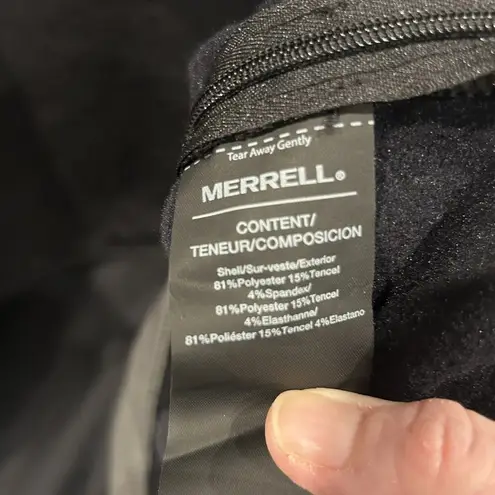 Tear Away Gently
MERRELL®
CONTENT/
TENEUR/COMPOSICION
Shell/Sur-veste/Exterior
81%Polyester 15%Tencel
4%Spandex/
81%Polyester 15%Tencel
4%Elasthanne/
81%Poliéster 15%Tencel 4%Elastano